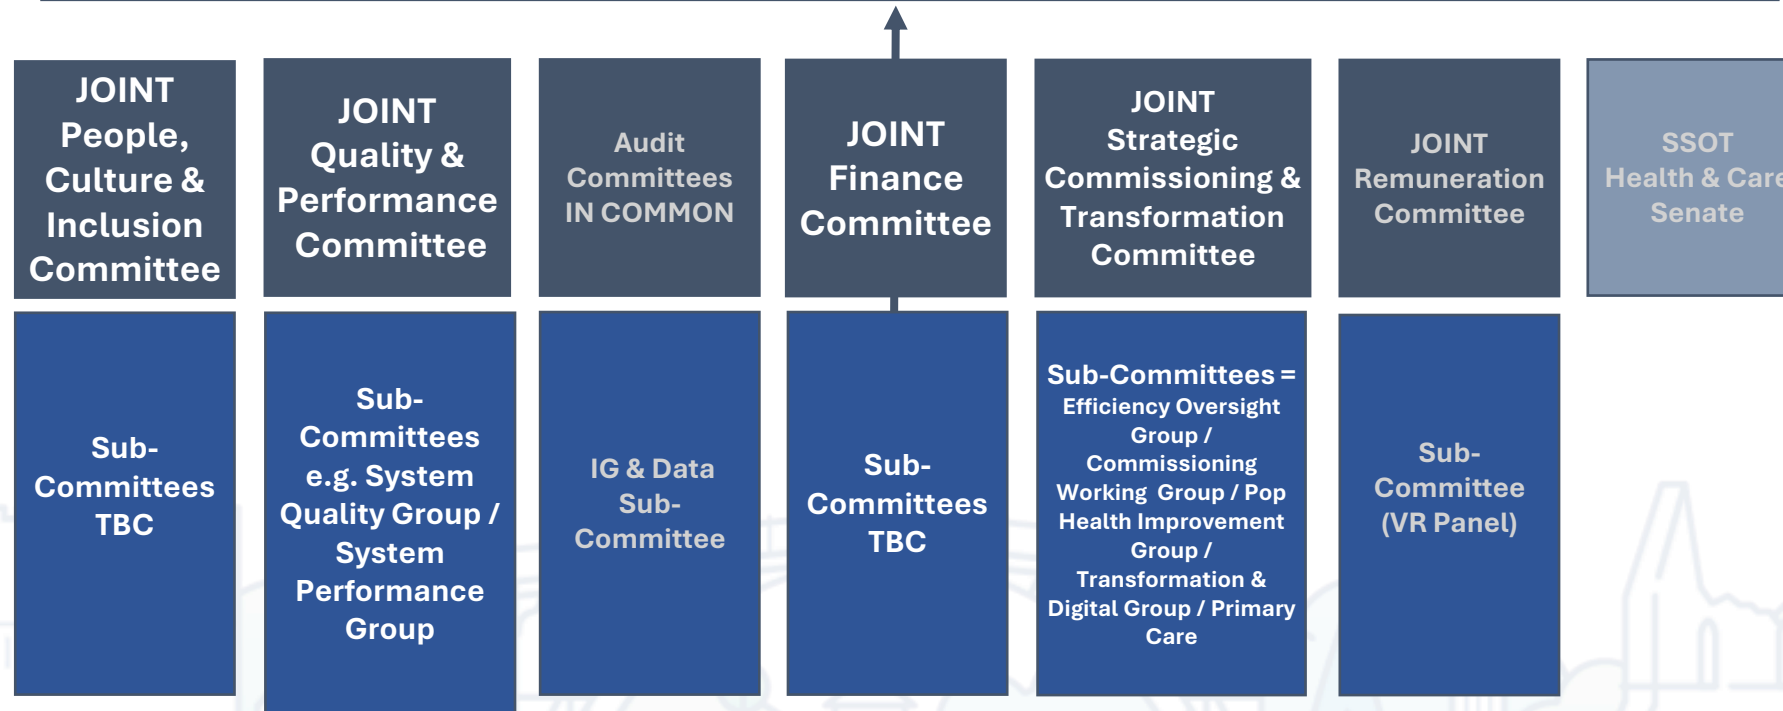 JOINT
People,
Culture &
Inclusion
Committee
JOINT
Quality &
Performance
Committee
Audit
Committees
IN COMMON
JOINT
Finance
Committee
JOINT
Strategic
Commissioning &
Transformation
Committee
JOINT
Remuneration
Committee
SSOT
Health & Care
Senate
Sub-
Committees
TBC
Sub-
Committees
e.g. System
Quality Group /
System
Performance
Group
IG & Data
Sub-
Committee
Sub-
Committees
TBC
Sub-Committees =
Efficiency Oversight
Group /
Commissioning
Working Group / Pop
Health Improvement
Group /
Transformation &
Digital Group / Primary
Care
Sub-
Committee
(VR Panel)